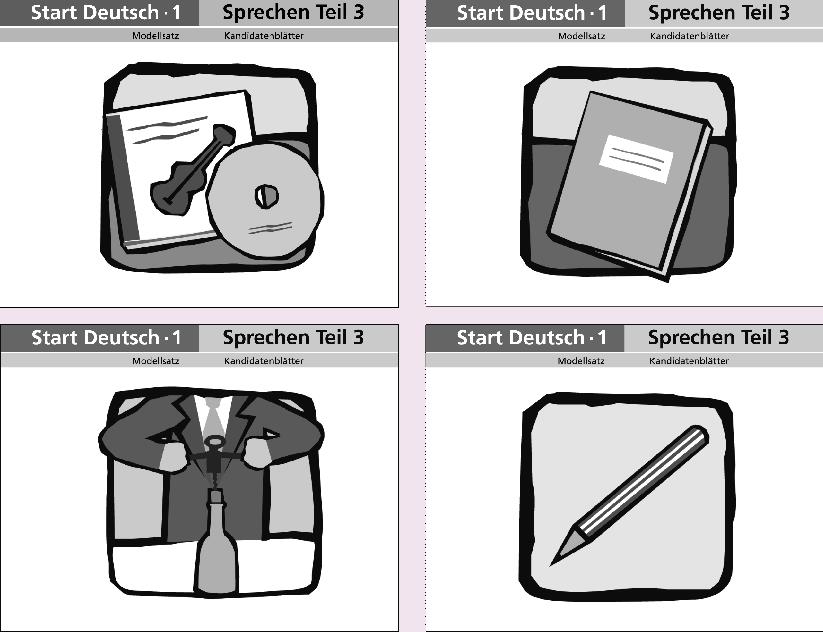 Start Deutsch · 1 Sprechen Teil 3
Modellsatz Kandidatenblätter
Start Deutsch · 1 Sprechen Teil 3
Modellsatz Kandidatenblätter
Start Deutsch · 1 Sprechen Teil 3
Modellsatz Kandidatenblätter
Start Deutsch · 1 Sprechen Teil 3
Modellsatz Kandidatenblätter